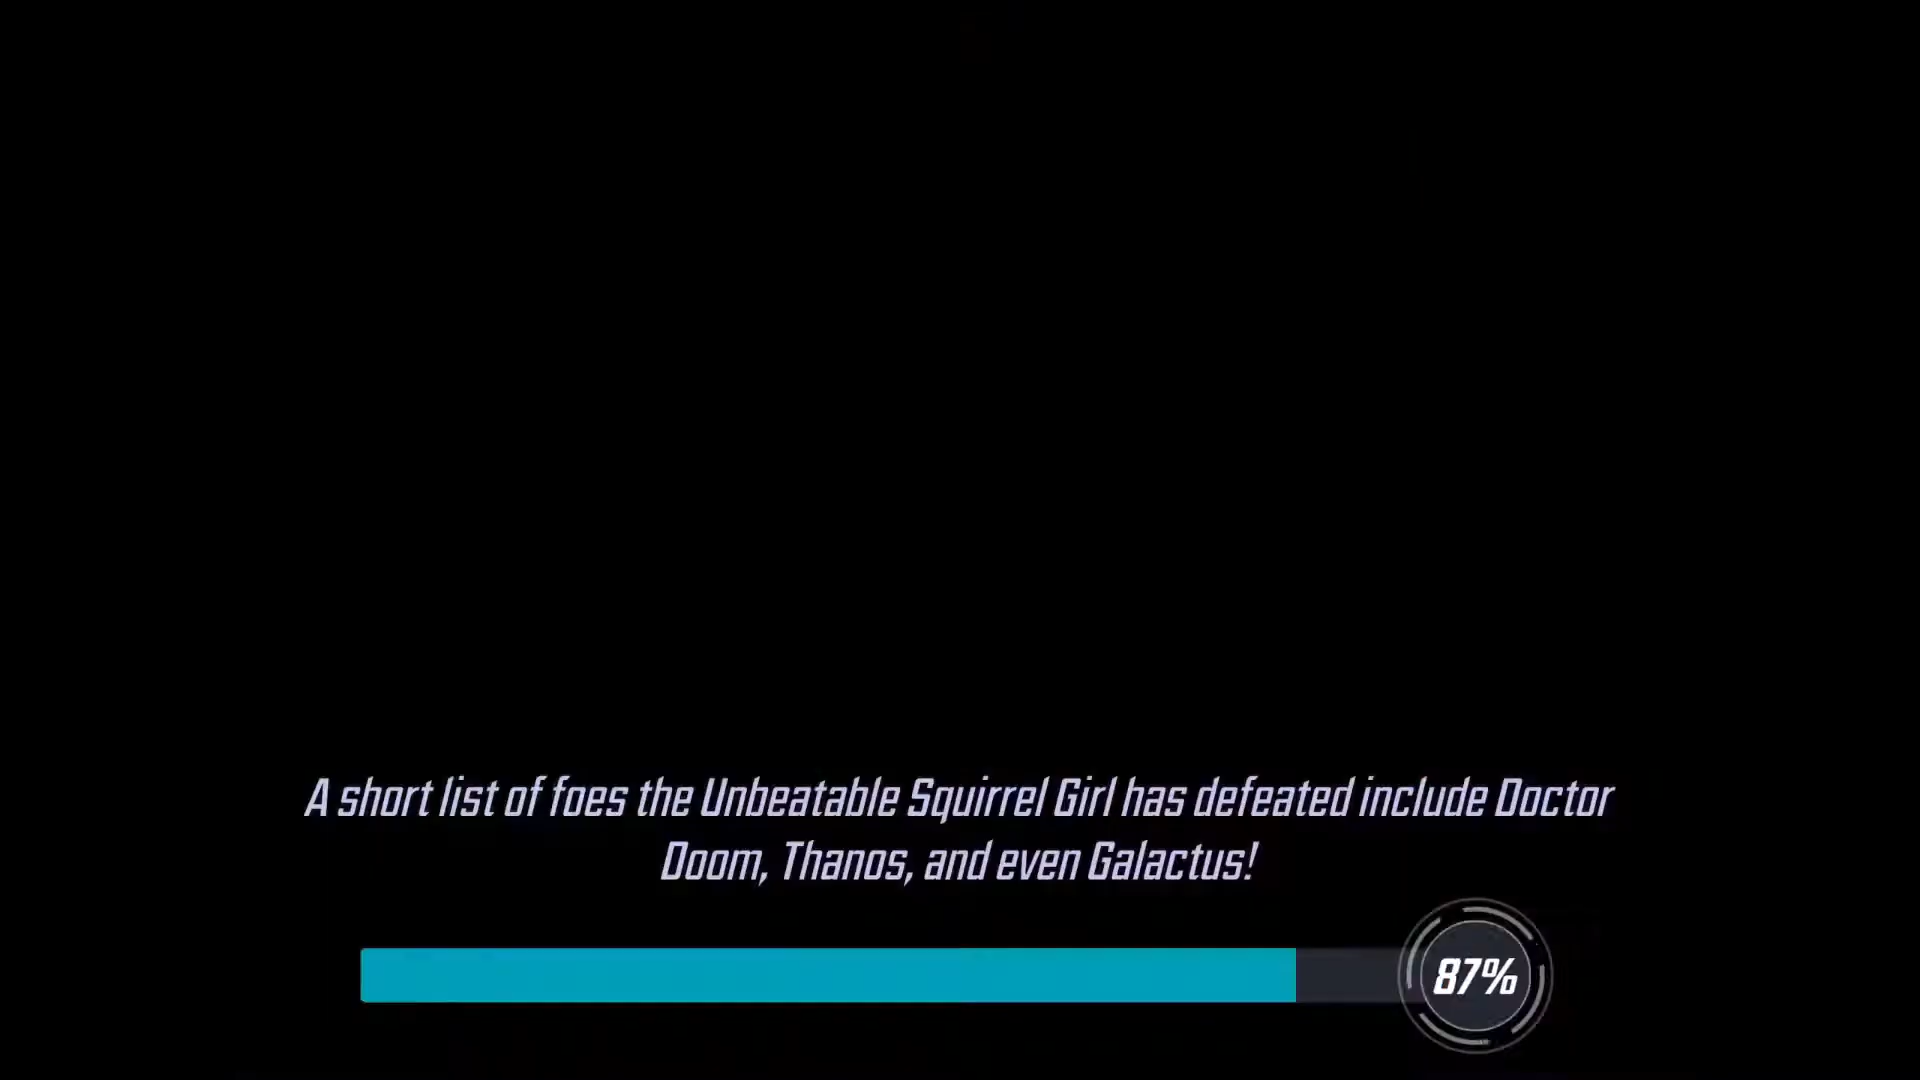 A short list of foes the Unbeatable Squirrel Girl has defeated include Doctor
Doom, Thanos, and even Galactus!
87%